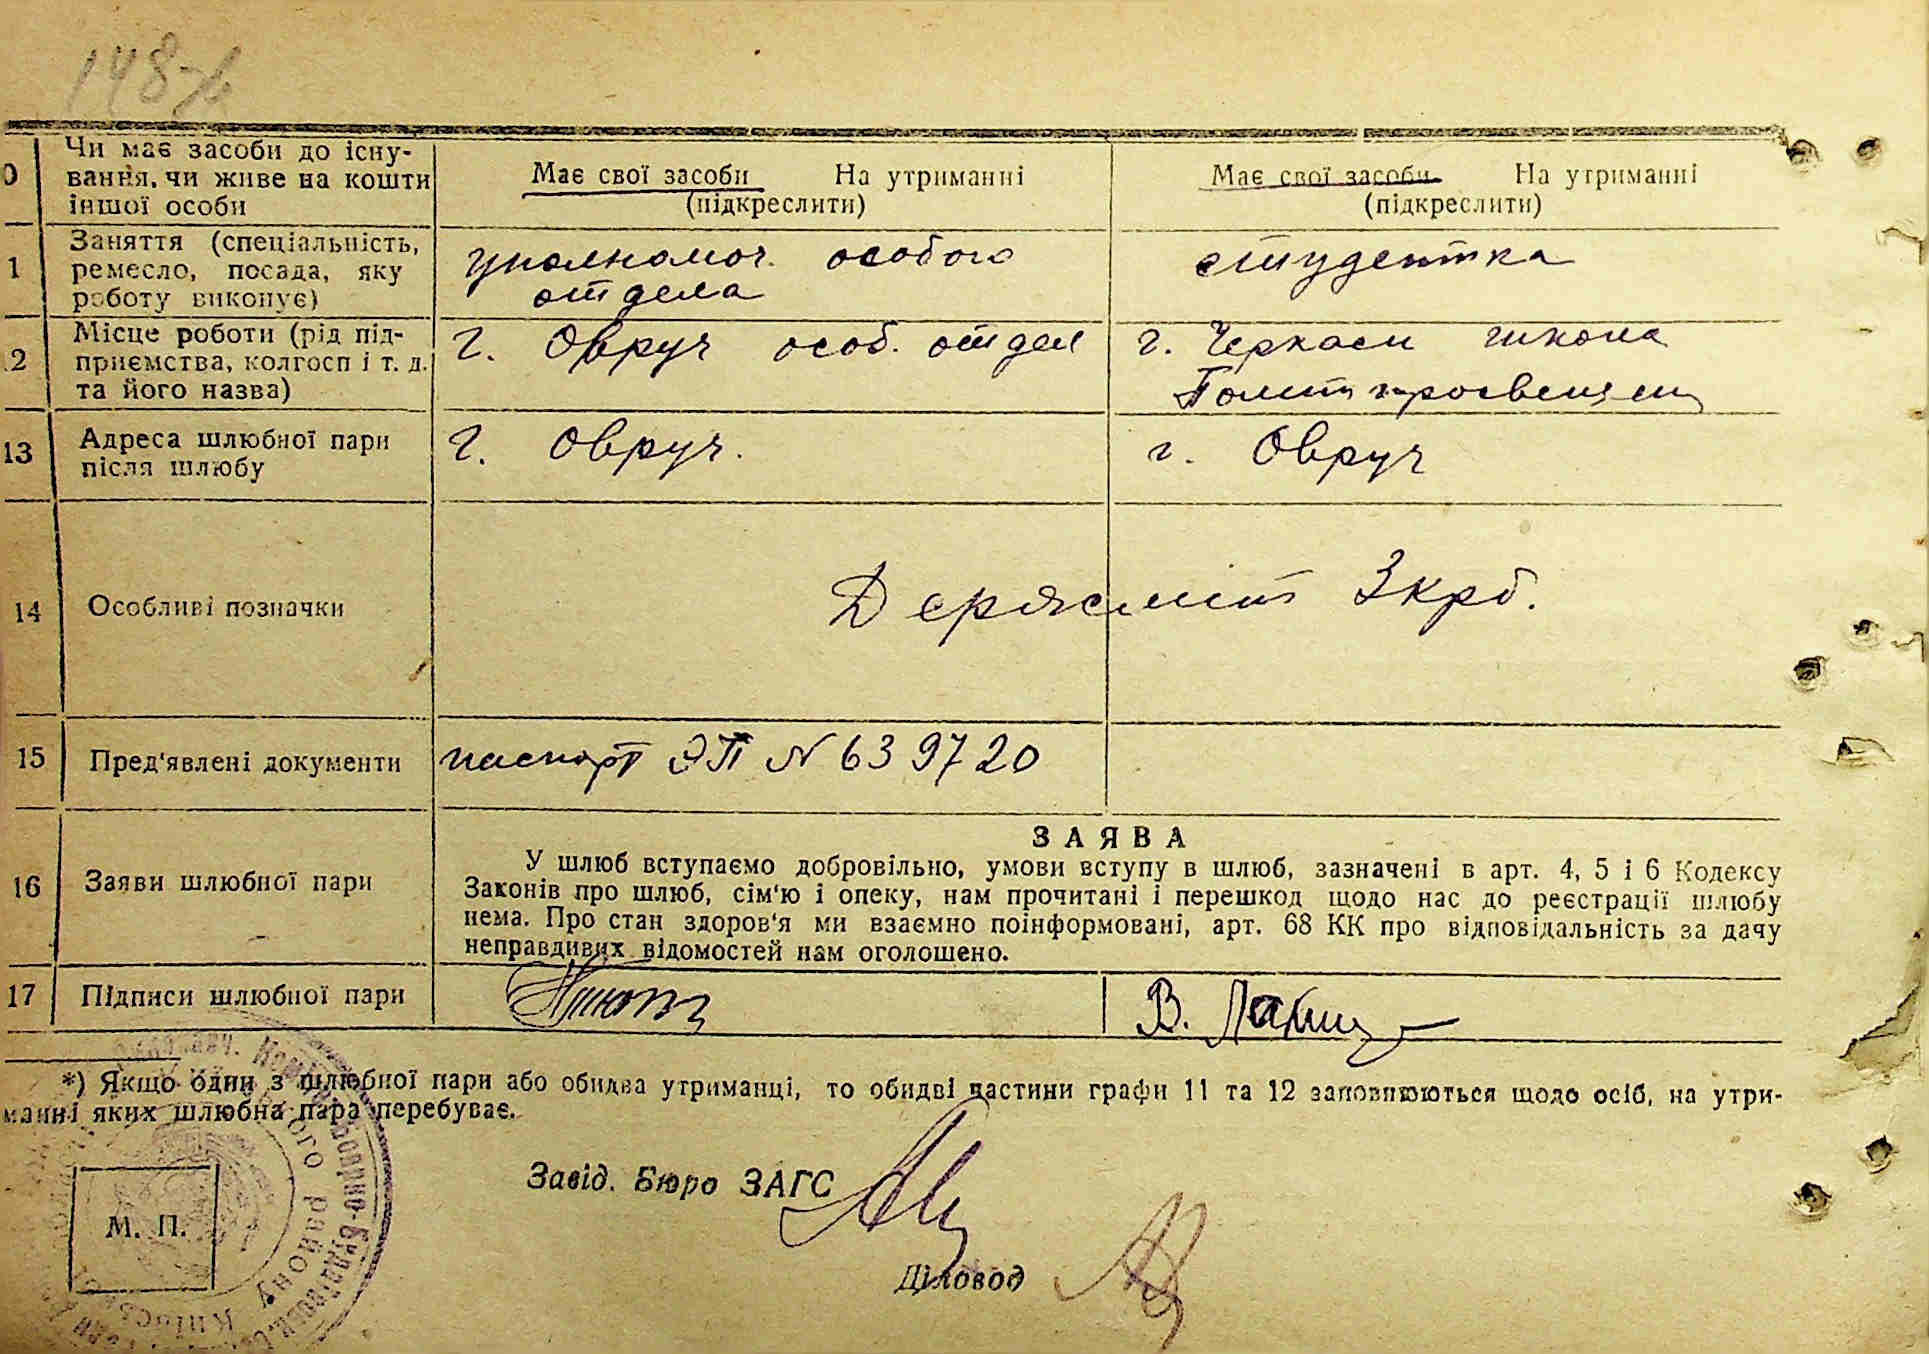 Чи має засоби до існу-
вання, чи живе на кошти
іншої особи
Має свої засоби На утриманні
(підкреслити)
Має свої засоби На утриманні
(підкреслити)
1 Заняття (спеціальність,
ремесло, посада, яку
роботу виконує)
уполномоч. особого
отдела
студентка
2 Місце роботи (рід під-
приємства, колгосп і т. д.
та його назва)
г. Овруч особ. отдел
г. Черкасы школа
Политпросвещен
13 Адреса шлюбної пари
після шлюбу
г. Овруч.
г. Овруч
14 Особливі позначки
Держмит 3 крб.
15 Пред'явлені документи
паспорт ЭП N 639720
16 Заяви шлюбної пари
ЗАЯВА
У шлюб вступаємо добровільно, умови вступу в шлюб, зазначені в арт. 4, 5 і 6 Кодексу
Законів про шлюб, сім'ю і опеку, нам прочитані і перешкод щодо нас до реєстрації шлюбу
нема. Про стан здоров'я ми взаємно поінформовані, арт. 68 КК про відповідальність за дачу
неправдивих відомостей нам оголошено.
17 Підписи шлюбної пари
В.
*) Якщо один з шлюбної пари або обидва утриманці, то обидві частини графи 11 та 12 заповнюються щодо осіб, на утри-
манні яких шлюбна пара перебуває.
Завід. Бюро ЗАГС
М. П.
Діловод
району